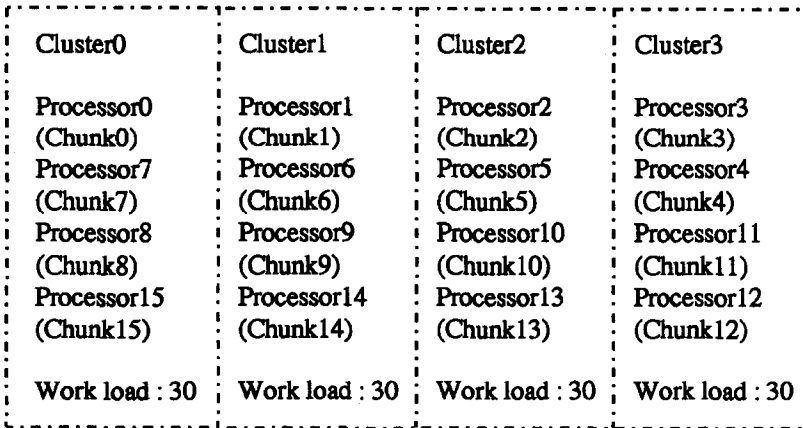 Cluster0
Processor0
(Chunk0)
Processor7
(Chunk7)
Processor8
(Chunk8)
Processor15
(Chunk15)
Work load : 30
Cluster1
Processor1
(Chunk1)
Processor6
(Chunk6)
Processor9
(Chunk9)
Processor14
(Chunk14)
Work load : 30
Cluster2
Processor2
(Chunk2)
Processor5
(Chunk5)
Processor10
(Chunk10)
Processor13
(Chunk13)
Work load : 30
Cluster3
Processor3
(Chunk3)
Processor4
(Chunk4)
Processor11
(Chunk11)
Processor12
(Chunk12)
Work load : 30